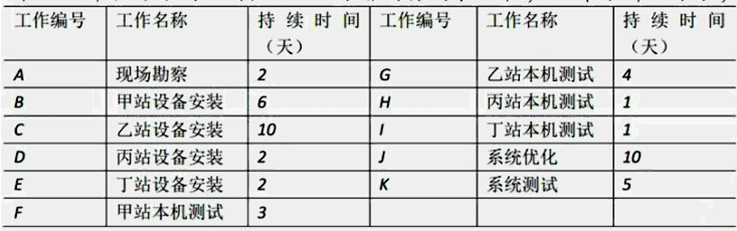 工作编号 工作名称 持续时间（天） 工作编号 工作名称 持续时间（天）
A 现场勘察 2 G 乙站本机测试 4
B 甲站设备安装 6 H 丙站本机测试 1
C 乙站设备安装 10 I 丁站本机测试 1
D 丙站设备安装 2 J 系统优化 10
E 丁站设备安装 2 K 系统测试 5
F 甲站本机测试 3